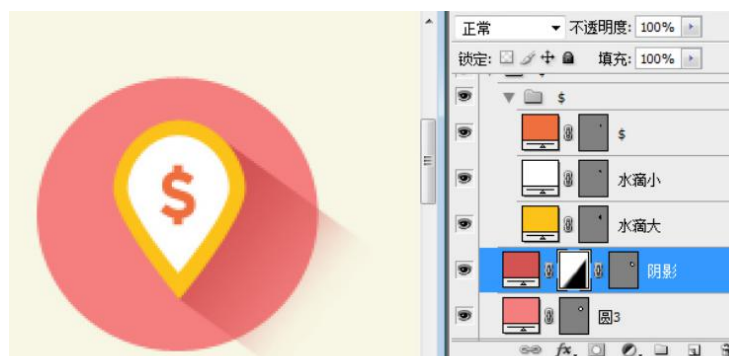 正常 不透明度: 100%
锁定: 填充: 100%
$
$
$
水滴小
水滴大
阴影
圆3
fx.